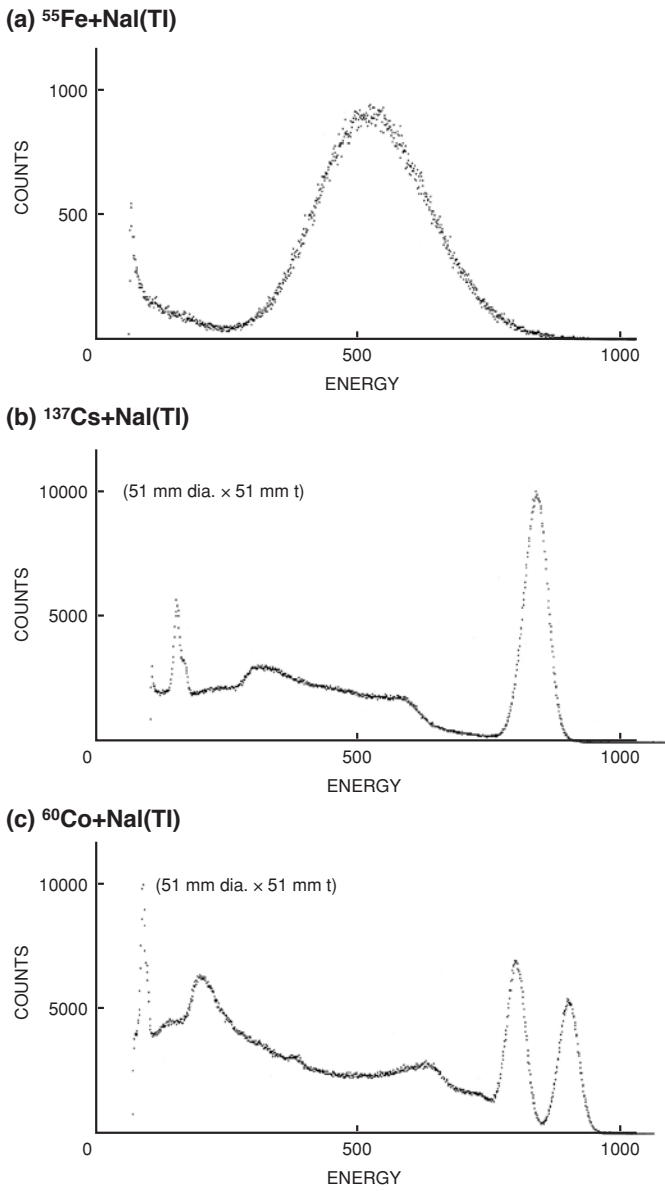 (a) ⁵⁵Fe+NaI(Tl)
1000
COUNTS
500
0
500
1000
ENERGY
(b) ¹³⁷Cs+NaI(Tl)
10000
(51 mm dia. × 51 mm t)
COUNTS
5000
0
500
1000
ENERGY
(c) ⁶⁰Co+NaI(Tl)
10000
(51 mm dia. × 51 mm t)
COUNTS
5000
0
500
1000
ENERGY